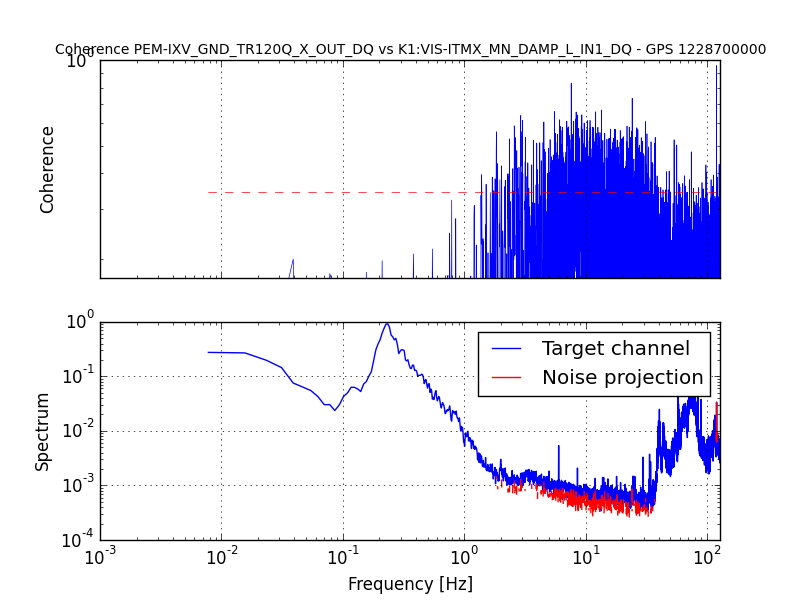 Coherence PEM-IXV_GND_TR120Q_X_OUT_DQ vs K1:VIS-ITMX_MN_DAMP_L_IN1_DQ - GPS 1228700000
10^0
Coherence
10^0
10^-1
10^-2
10^-3
10^-4
Spectrum
Target channel
Noise projection
10^-3 10^-2 10^-1 10^0 10^1 10^2
Frequency [Hz]